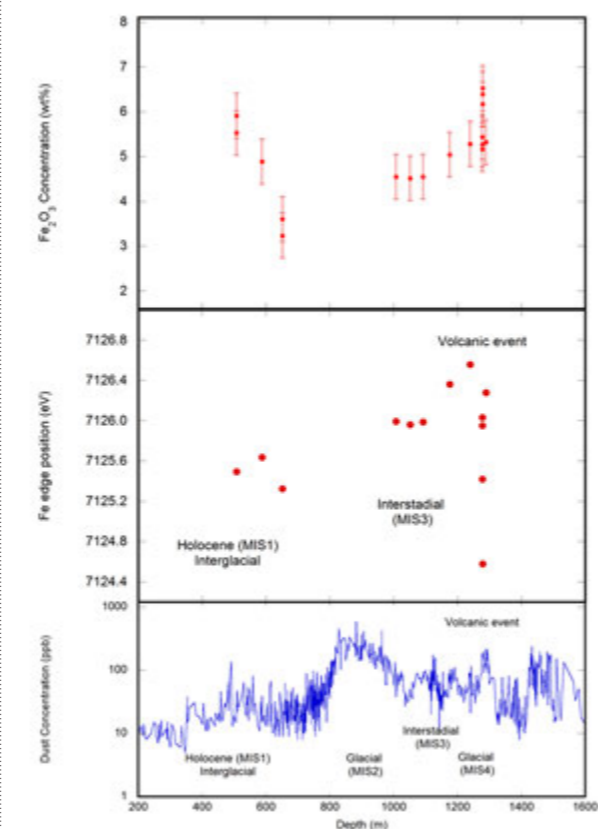 Fe2O3 Concentration (wt%)
8
7
6
5
4
3
2
Fe edge position (eV)
7126.8
7126.4
7126.0
7125.6
7125.2
7124.8
7124.4
Volcanic event
Interstadial
(MIS3)
Holocene (MIS1)
Interglacial
Dust Concentration (ppb)
1000
100
10
1
Volcanic event
Interstadial
(MIS3)
Holocene (MIS1)
Interglacial
Glacial
(MIS2)
Glacial
(MIS4)
200 400 600 800 1000 1200 1400 1600
Depth (m)